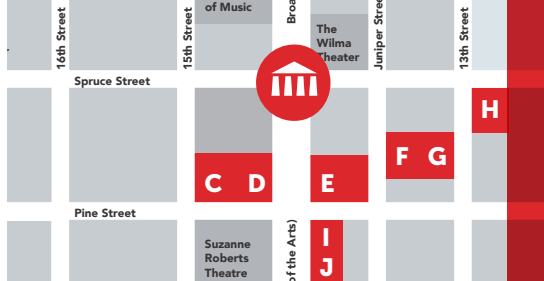 of Music
16th Street
15th Street
Broa
The
Wilma
Theater
Juniper Stree
13th Street
Spruce Street
H
F G
C D
E
Pine Street
Suzanne
Roberts
Theatre
of the Arts)
I
J